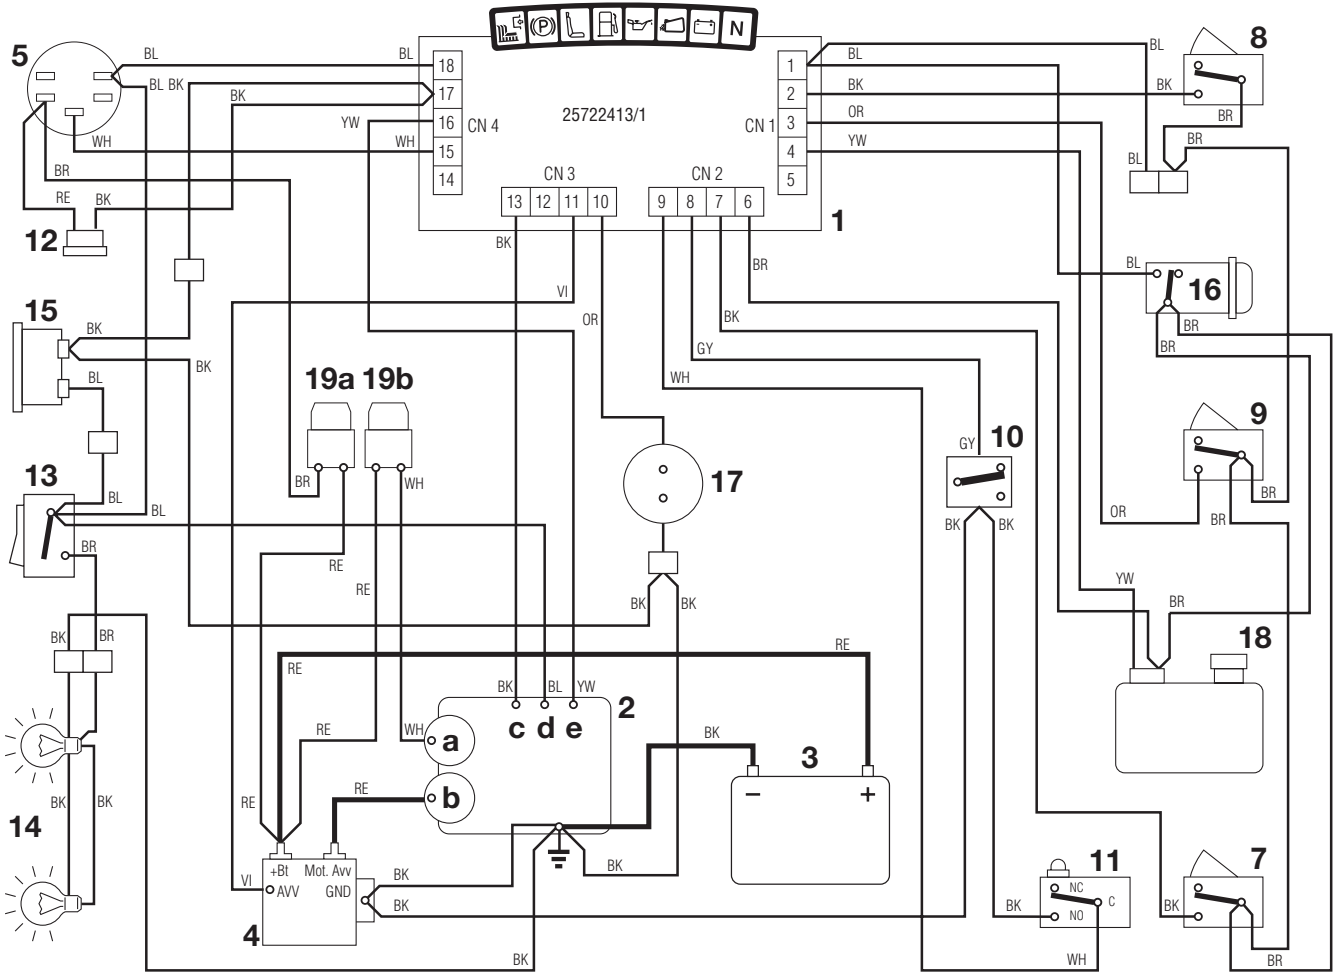 P N
5 BL BL 18 1 BL BL 8
BL BK BK 17 2 BK BK
YW 16 CN 4 25722413/1 CN 1 3 OR BR
WH WH 15 4 YW BR
BR 14 CN 3 CN 2 5 BL
RE BK 13 12 11 10 9 8 7 6 1
12 BK BR BL 16
15 VI OR BK BR
BK GY BR
BK WH
BL 19a 19b 9
13 BR WH 17 GY 10 BR
BL BL OR BR
BR RE BK BK
RE YW
BK BK BR
BK BR RE RE 18
BK BL YW 2
RE WH a c d e BK 3
BK BK RE RE b − +
14 +Bt Mot. Avv BK 11 7
VI AVV GND BK NC C
BK BK NO BK
4 BK WH BR